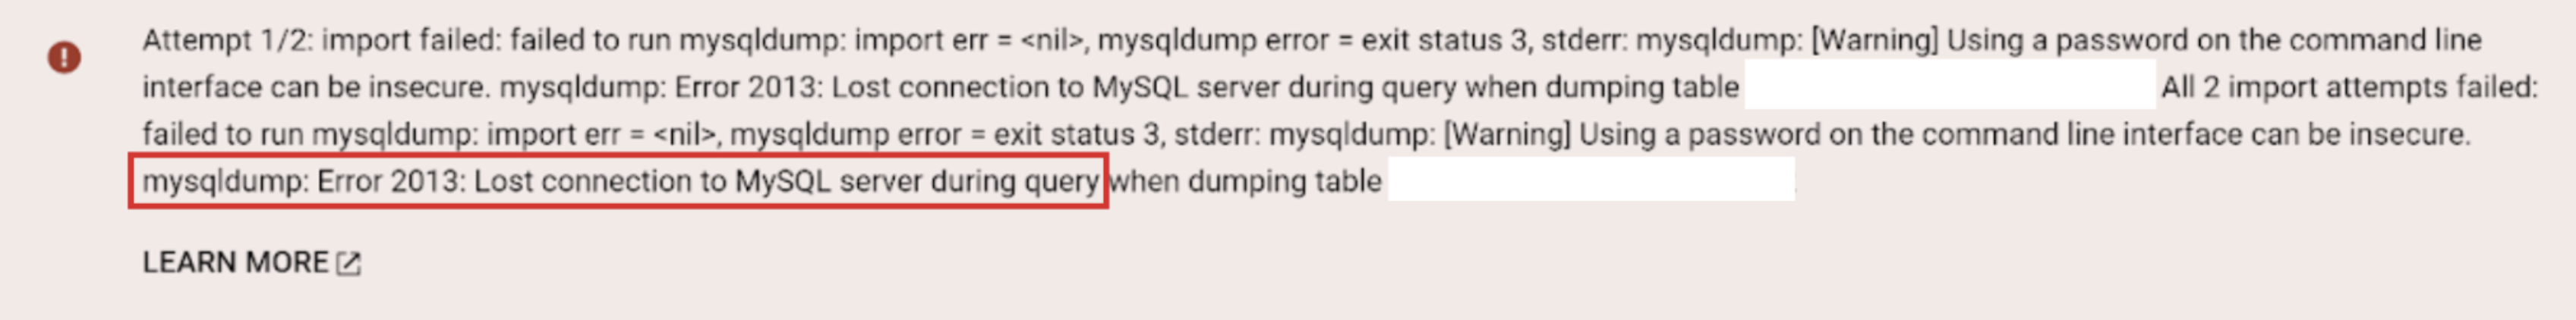 Attempt 1/2: import failed: failed to run mysqldump: import err = <nil>, mysqldump error = exit status 3, stderr: mysqldump: [Warning] Using a password on the command line
interface can be insecure. mysqldump: Error 2013: Lost connection to MySQL server during query when dumping table All 2 import attempts failed:
failed to run mysqldump: import err = <nil>, mysqldump error = exit status 3, stderr: mysqldump: [Warning] Using a password on the command line interface can be insecure.
mysqldump: Error 2013: Lost connection to MySQL server during query when dumping table
LEARN MORE